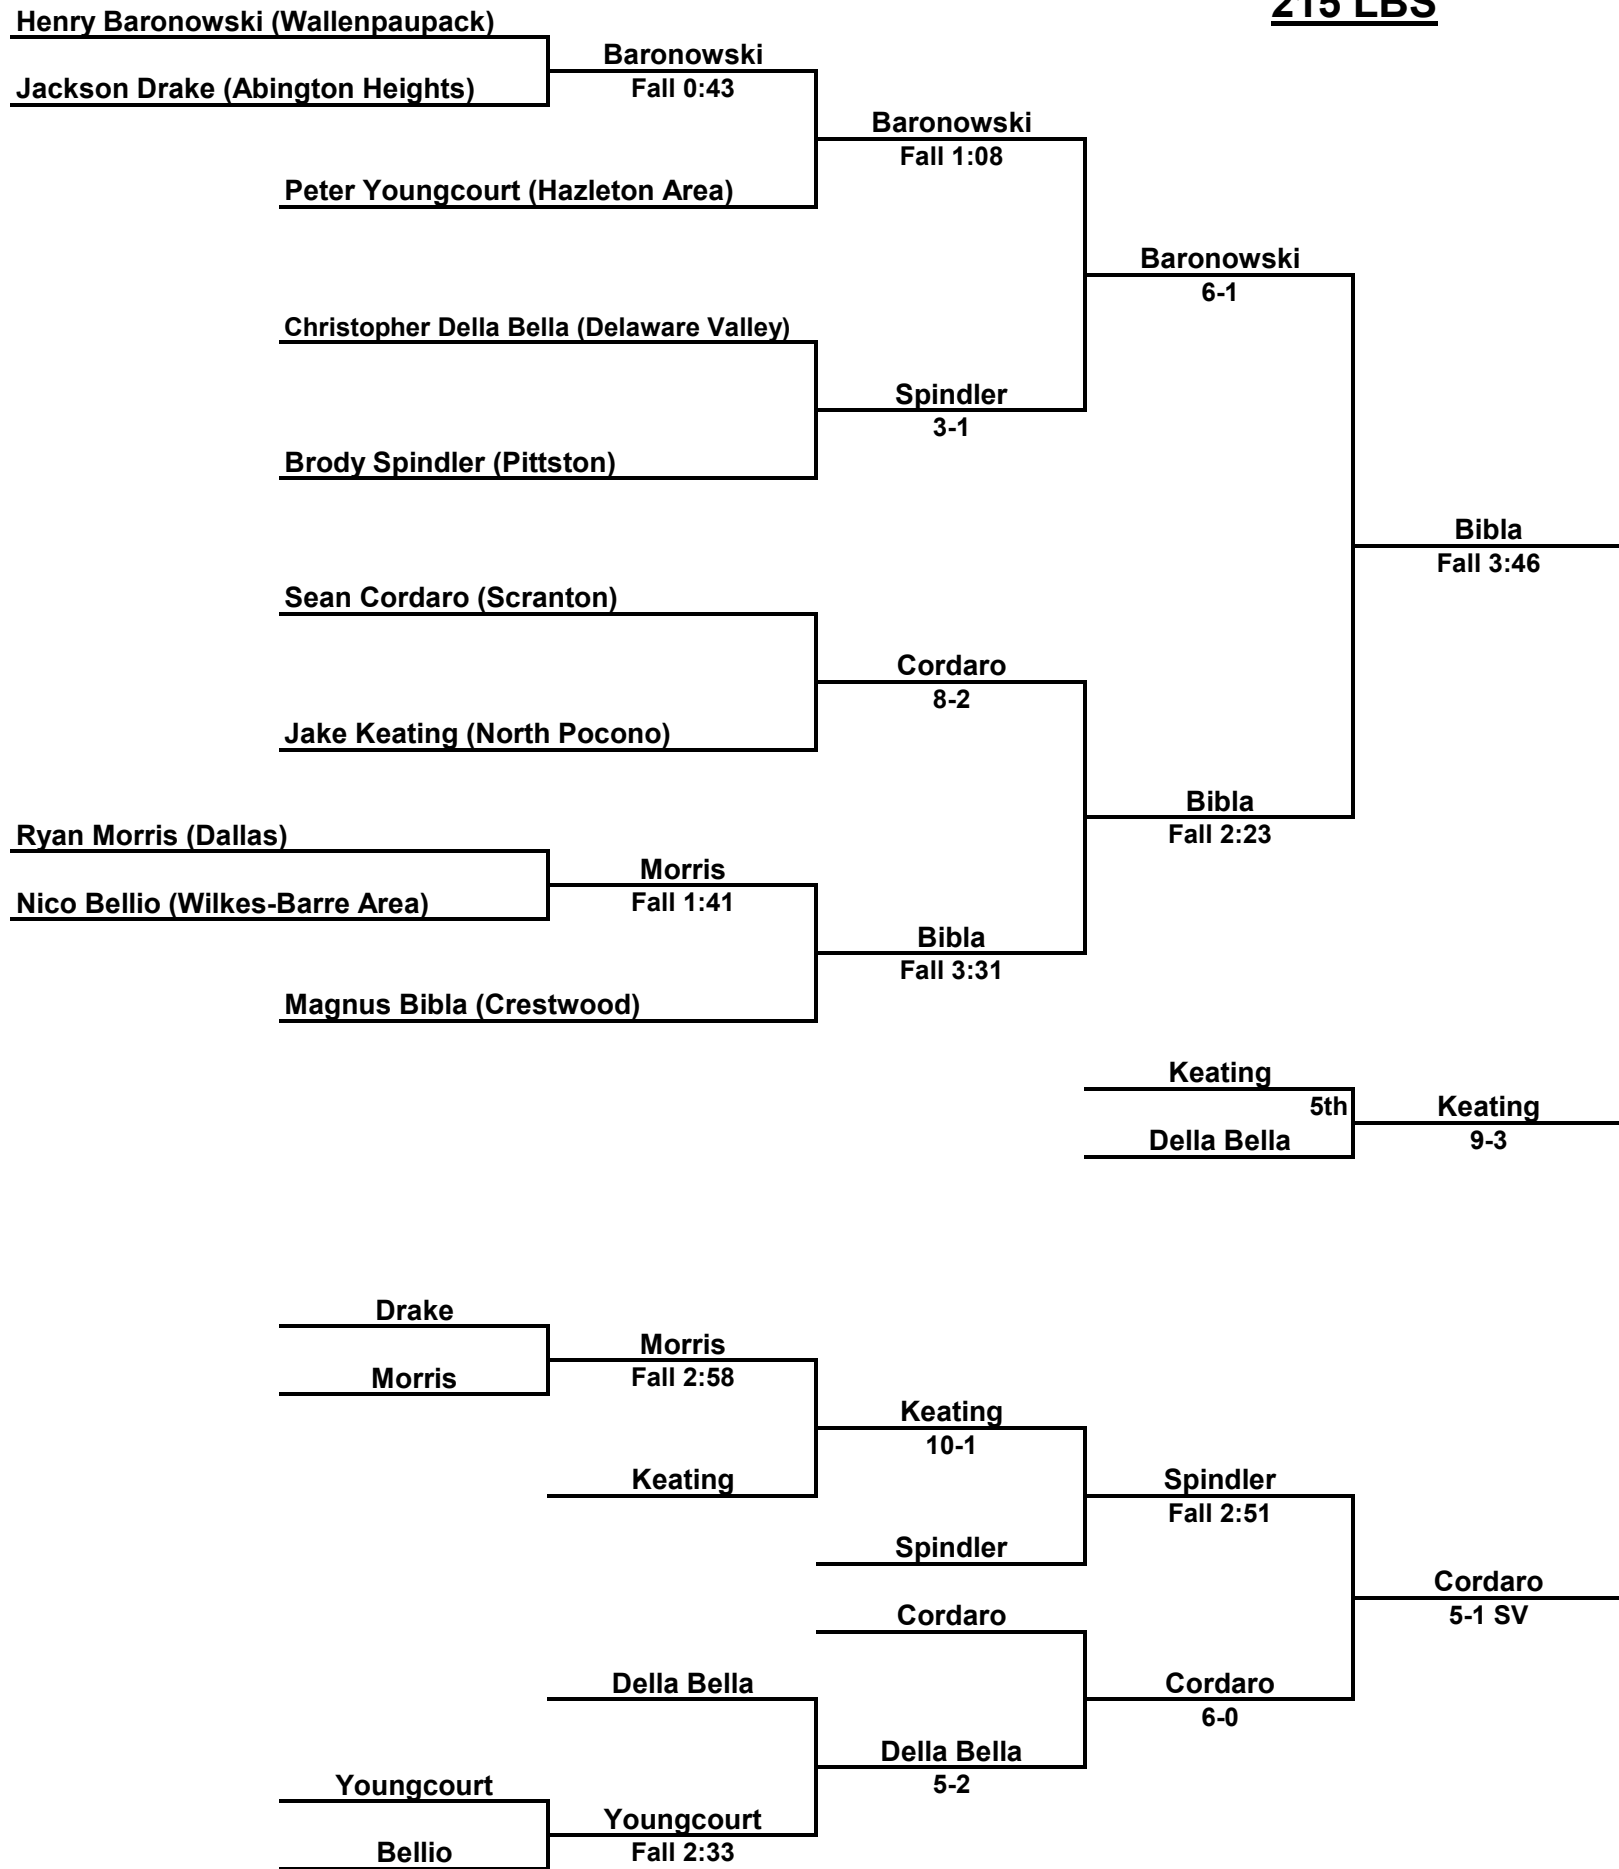 215 LBS
Henry Baronowski (Wallenpaupack)
Baronowski
Jackson Drake (Abington Heights)
Fall 0:43
Baronowski
Fall 1:08
Peter Youngcourt (Hazleton Area)
Baronowski
6-1
Christopher Della Bella (Delaware Valley)
Spindler
3-1
Brody Spindler (Pittston)
Bibla
Fall 3:46
Sean Cordaro (Scranton)
Cordaro
8-2
Jake Keating (North Pocono)
Bibla
Fall 2:23
Ryan Morris (Dallas)
Morris
Nico Bellio (Wilkes-Barre Area)
Fall 1:41
Bibla
Fall 3:31
Magnus Bibla (Crestwood)
Keating
5th
Keating
Della Bella
9-3
Drake
Morris
Morris
Fall 2:58
Keating
10-1
Keating
Spindler
Fall 2:51
Spindler
Cordaro
5-1 SV
Cordaro
Della Bella
Cordaro
6-0
Della Bella
5-2
Youngcourt
Youngcourt
Bellio
Fall 2:33